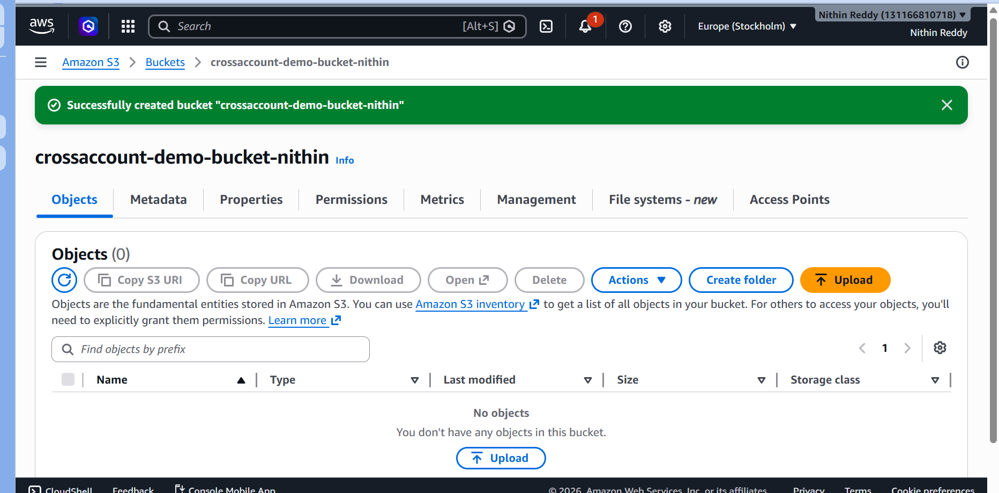 aws
Search [Alt+S]
1
Europe (Stockholm)
Nithin Reddy (131166810718)
Nithin Reddy
Amazon S3 > Buckets > crossaccount-demo-bucket-nithin
Successfully created bucket "crossaccount-demo-bucket-nithin"
crossaccount-demo-bucket-nithin Info
Objects Metadata Properties Permissions Metrics Management File systems - new Access Points
Objects (0)
Copy S3 URI Copy URL Download Open Delete Actions Create folder Upload
Objects are the fundamental entities stored in Amazon S3. You can use Amazon S3 inventory to get a list of all objects in your bucket. For others to access your objects, you'll
need to explicitly grant them permissions. Learn more
Find objects by prefix
1
Name Type Last modified Size Storage class
No objects
You don't have any objects in this bucket.
Upload
CloudShell Feedback Console Mobile App © 2026, Amazon Web Services, Inc. or its affiliates. Privacy Terms Cookie preferences